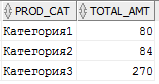 PROD_CAT TOTAL_AMT
Категория1 80
Категория2 84
Категория3 270